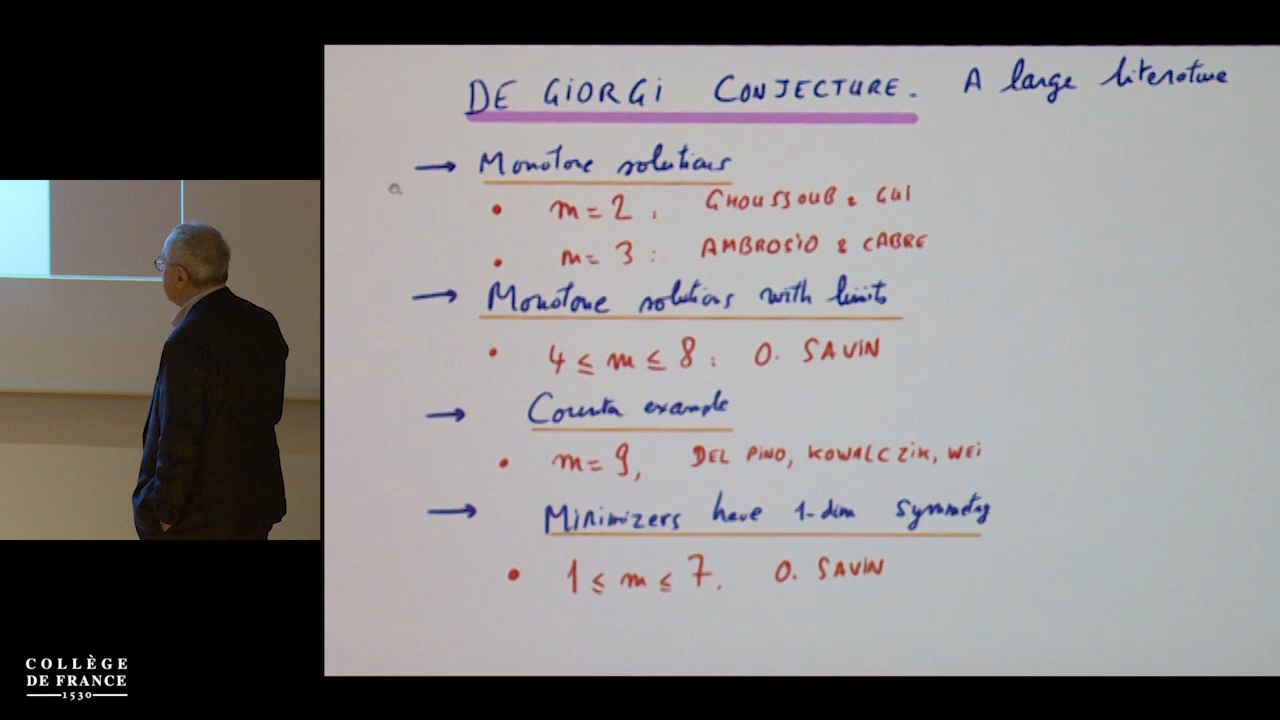 DE GIORGI CONJECTURE. A large literature
→ Monotone solutions
• m = 2 : GHOUSSOUB & GUI
• m = 3 : AMBROSIO & CABRE
→ Monotone solutions with limits
• 4 ≤ m ≤ 8 : O. SAVIN
→ Counter example
• m = 9, DEL PINO, KOWALCZIK, WEI
→ Minimizers have 1-dim symmetry
• 1 ≤ m ≤ 7. O. SAVIN
COLLÈGE
DE FRANCE
1530